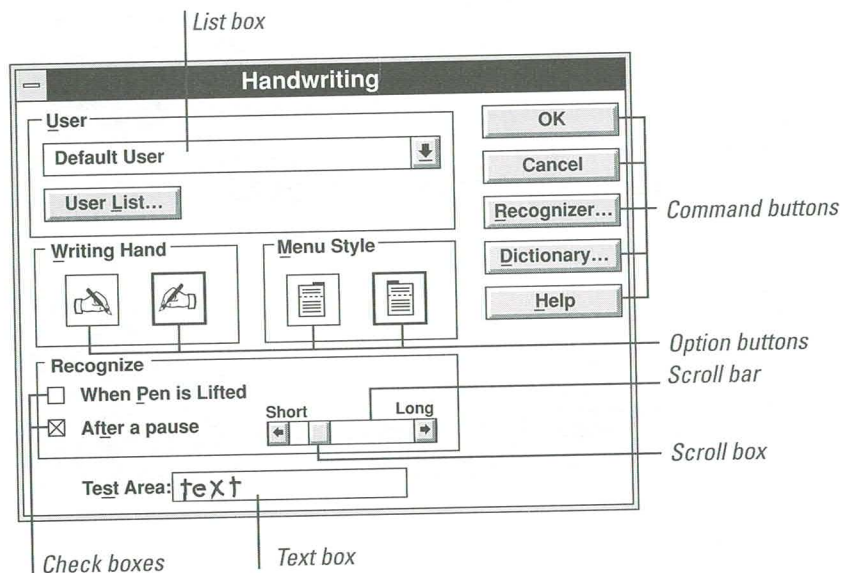 List box
Handwriting
User
Default User
User List...
OK
Cancel
Recognizer...
Dictionary...
Help
Command buttons
Writing Hand
Menu Style
Option buttons
Recognize
When Pen is Lifted
After a pause
Short Long
Scroll bar
Scroll box
Test Area: text
Check boxes
Text box